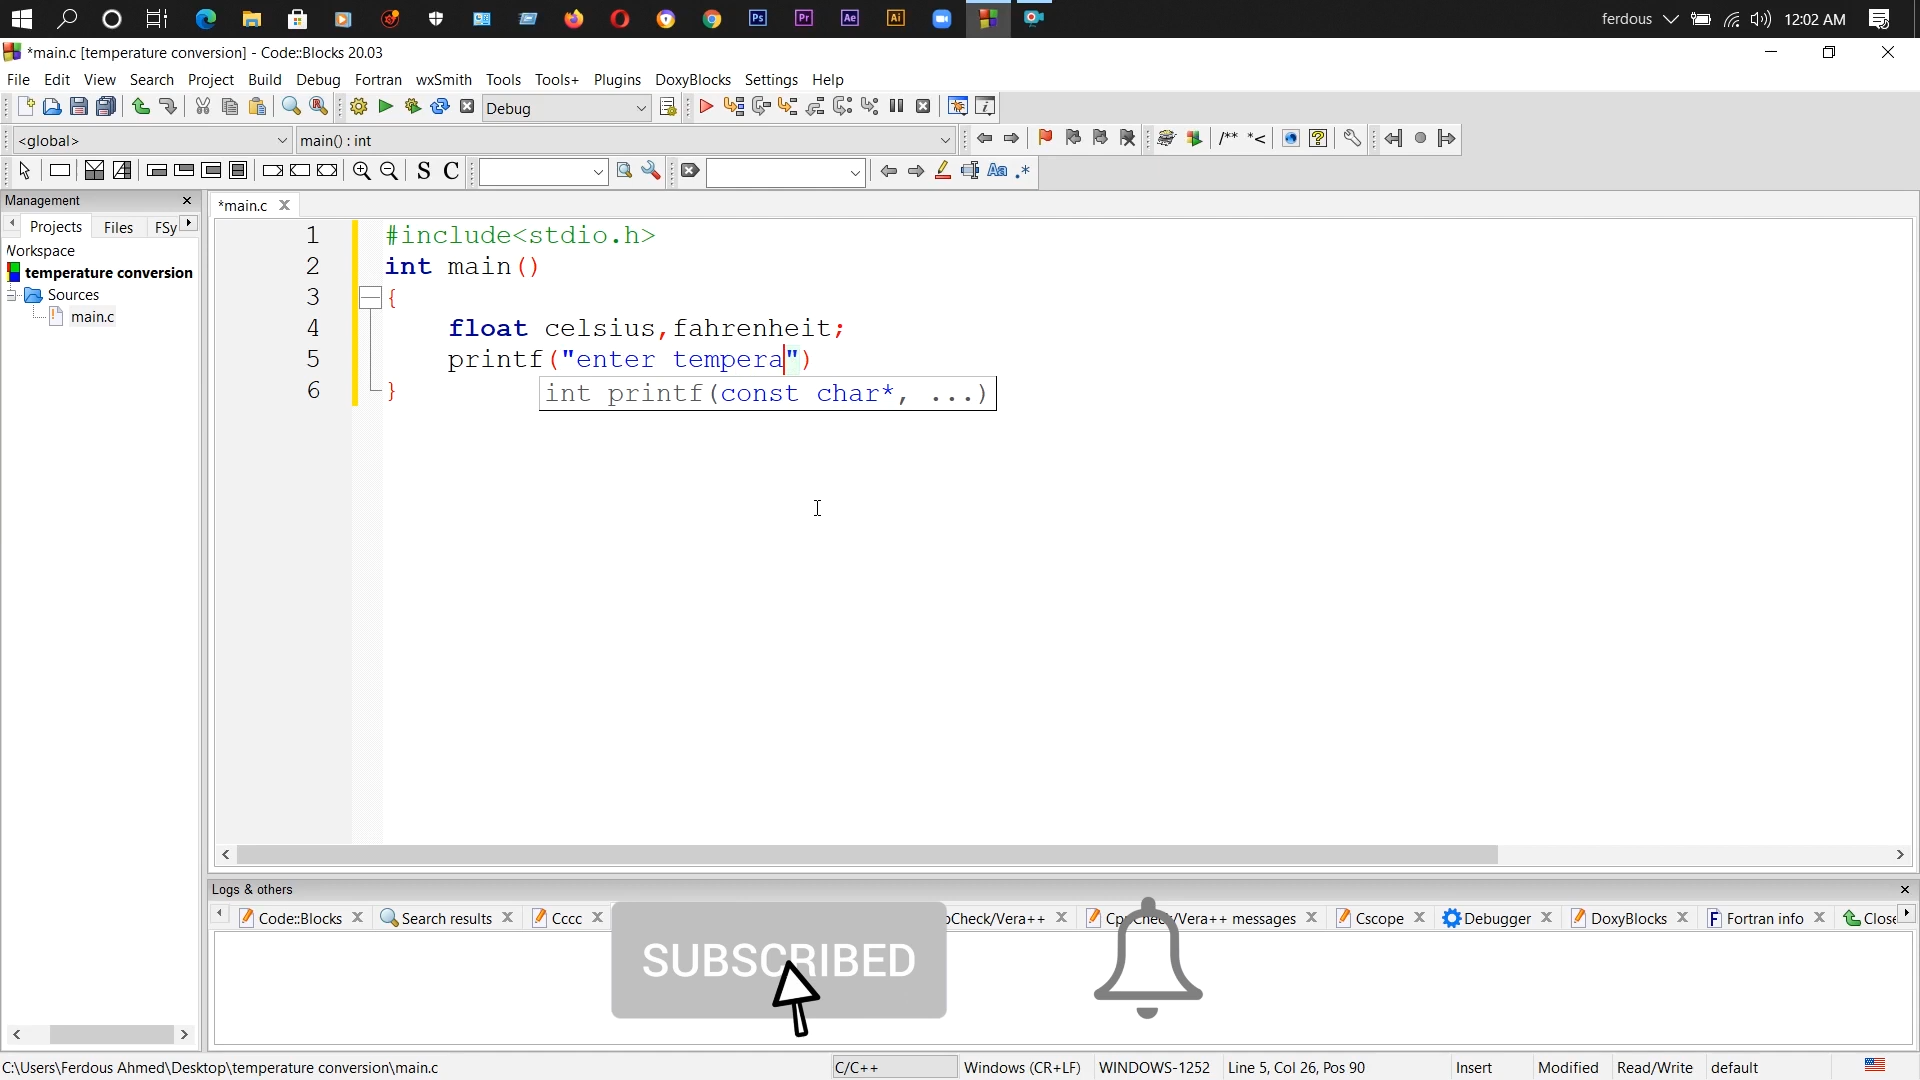 ferdous 12:02 AM
*main.c [temperature conversion] - Code::Blocks 20.03
File Edit View Search Project Build Debug Fortran wxSmith Tools Tools+ Plugins DoxyBlocks Settings Help
Debug
<global> main() : int /** *<
S C Aa .*
Management
*main.c
Projects Files FSy
Workspace
temperature conversion
Sources
main.c
1 #include<stdio.h>
2 int main()
3 {
4 float celsius,fahrenheit;
5 printf("enter tempera")
6 }
int printf(const char*, ...)
Logs & others
Code::Blocks Search results Cccc pCheck/Vera++ CppCheck/Vera++ messages Cscope Debugger DoxyBlocks Fortran info Close
SUBSCRIBED
C:\Users\Ferdous Ahmed\Desktop\temperature conversion\main.c C/C++ Windows (CR+LF) WINDOWS-1252 Line 5, Col 26, Pos 90 Insert Modified Read/Write default